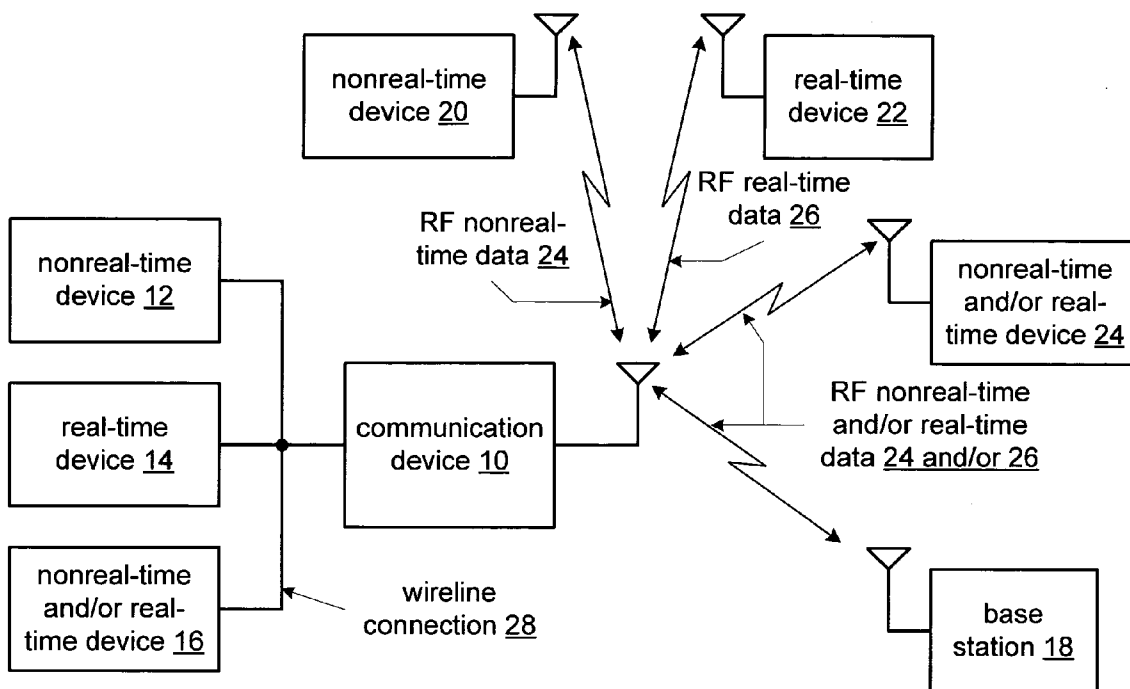 nonreal-time
device 20
real-time
device 22
RF real-time
data 26
RF nonreal-
time data 24
nonreal-time
device 12
nonreal-time
and/or real-
time device 24
real-time
device 14
communication
device 10
RF nonreal-time
and/or real-time
data 24 and/or 26
nonreal-time
and/or real-
time device 16
wireline
connection 28
base
station 18